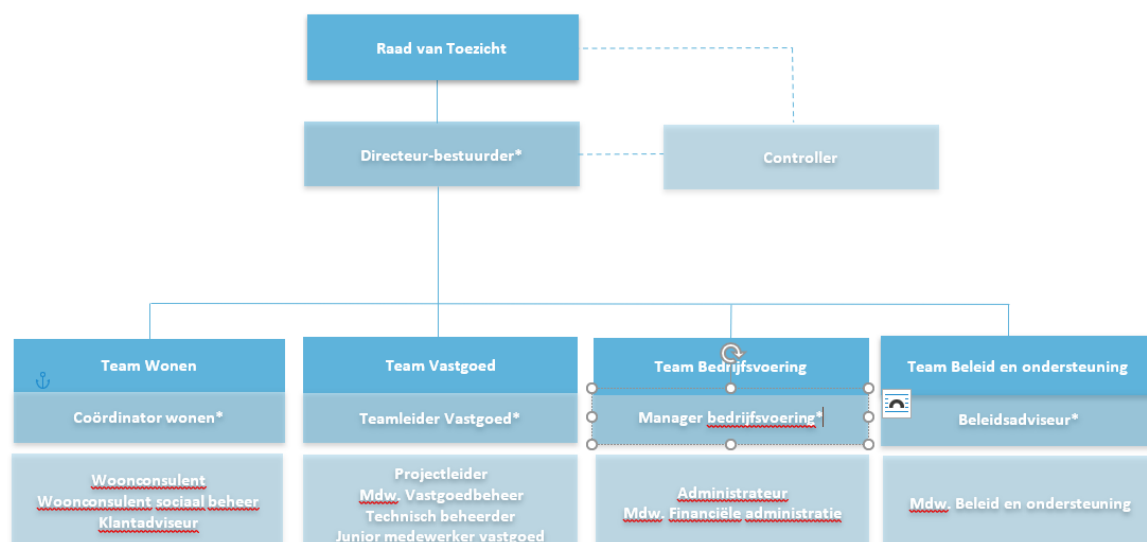 Raad van Toezicht
Directeur-bestuurder*
Controller
Team Wonen
Coördinator wonen*
Woonconsulent
Woonconsulent sociaal beheer
Klantadviseur
Team Vastgoed
Teamleider Vastgoed*
Projectleider
Mdw. Vastgoedbeheer
Technisch beheerder
Junior medewerker vastgoed
Team Bedrijfsvoering
Manager bedrijfsvoering*
Administrateur
Mdw. Financiële administratie
Team Beleid en ondersteuning
Beleidsadviseur*
Mdw. Beleid en ondersteuning